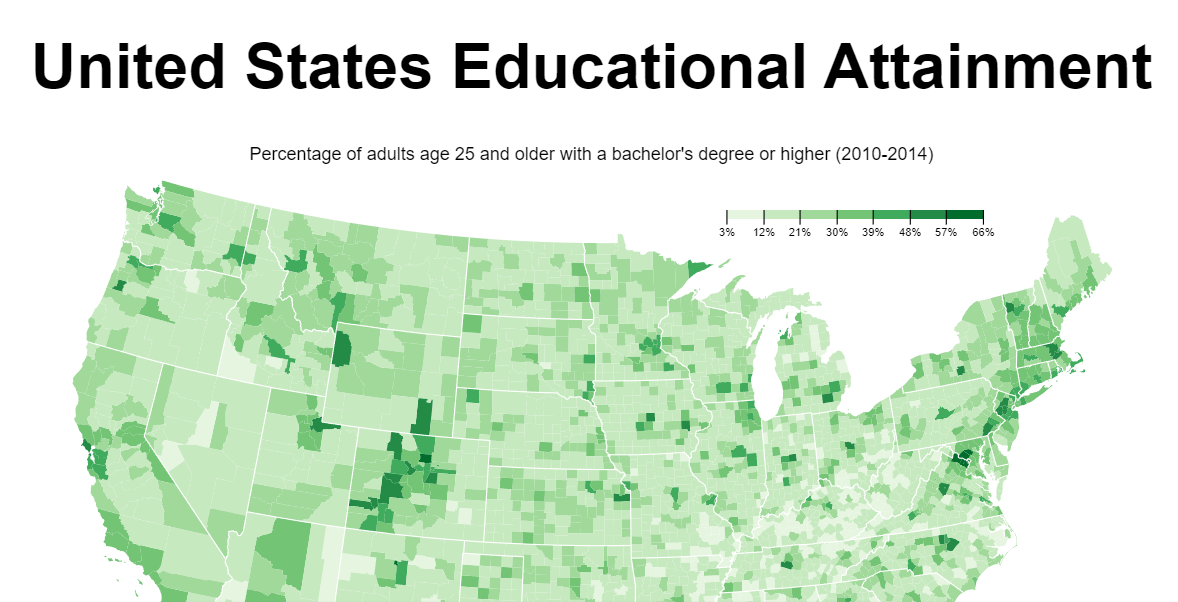 United States Educational Attainment
Percentage of adults age 25 and older with a bachelor's degree or higher (2010-2014)
3% 12% 21% 30% 39% 48% 57% 66%